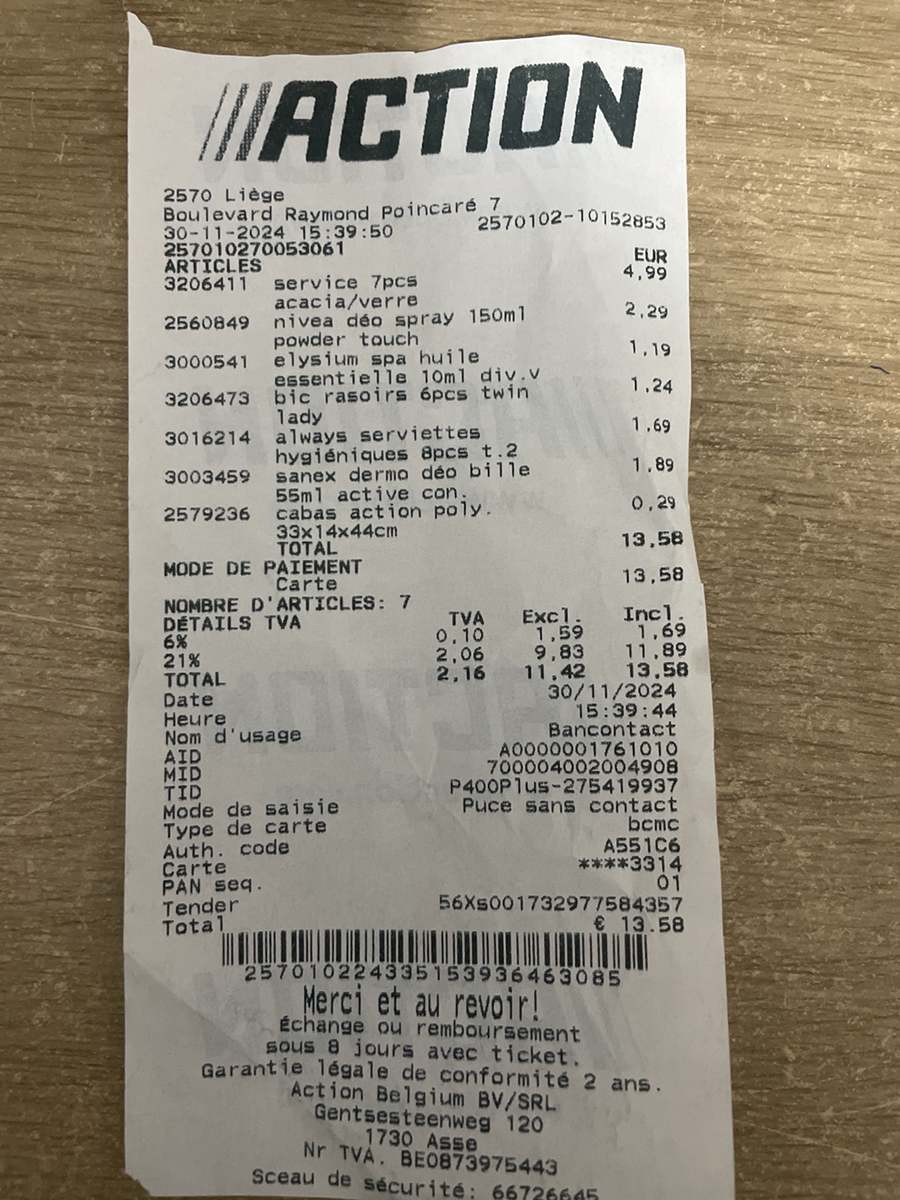 ACTION
2570 Liège
Boulevard Raymond Poincaré 7
30-11-2024 15:39:50 2570102-10152853
257010270053061
ARTICLES EUR
3206411 service 7pcs 4,99
acacia/verre
2560849 nivea déo spray 150ml 2,29
powder touch
3000541 elysium spa huile 1,19
essentielle 10ml div.v
3206473 bic rasoirs 6pcs twin 1,24
lady
3016214 always serviettes 1,69
hygiéniques 8pcs t.2
3003459 sanex dermo déo bille 1,89
55ml active con.
2579236 cabas action poly. 0,29
33x14x44cm
TOTAL 13,58
MODE DE PAIEMENT
Carte 13,58
NOMBRE D'ARTICLES: 7
DÉTAILS TVA TVA Excl. Incl.
6% 0,10 1,59 1,69
21% 2,06 9,83 11,89
TOTAL 2,16 11,42 13,58
Date 30/11/2024
Heure 15:39:44
Nom d'usage Bancontact
AID A0000001761010
MID 700004002004908
TID P400Plus-275419937
Mode de saisie Puce sans contact
Type de carte bcmc
Auth. code A551C6
Carte ****3314
PAN seq. 01
Tender 56Xs001732977584357
Total € 13.58
257010224335153936463085
Merci et au revoir!
Échange ou remboursement
sous 8 jours avec ticket.
Garantie légale de conformité 2 ans.
Action Belgium BV/SRL
Gentsesteenweg 120
1730 Asse
Nr TVA. BE0873975443
Sceau de sécurité: 66726645